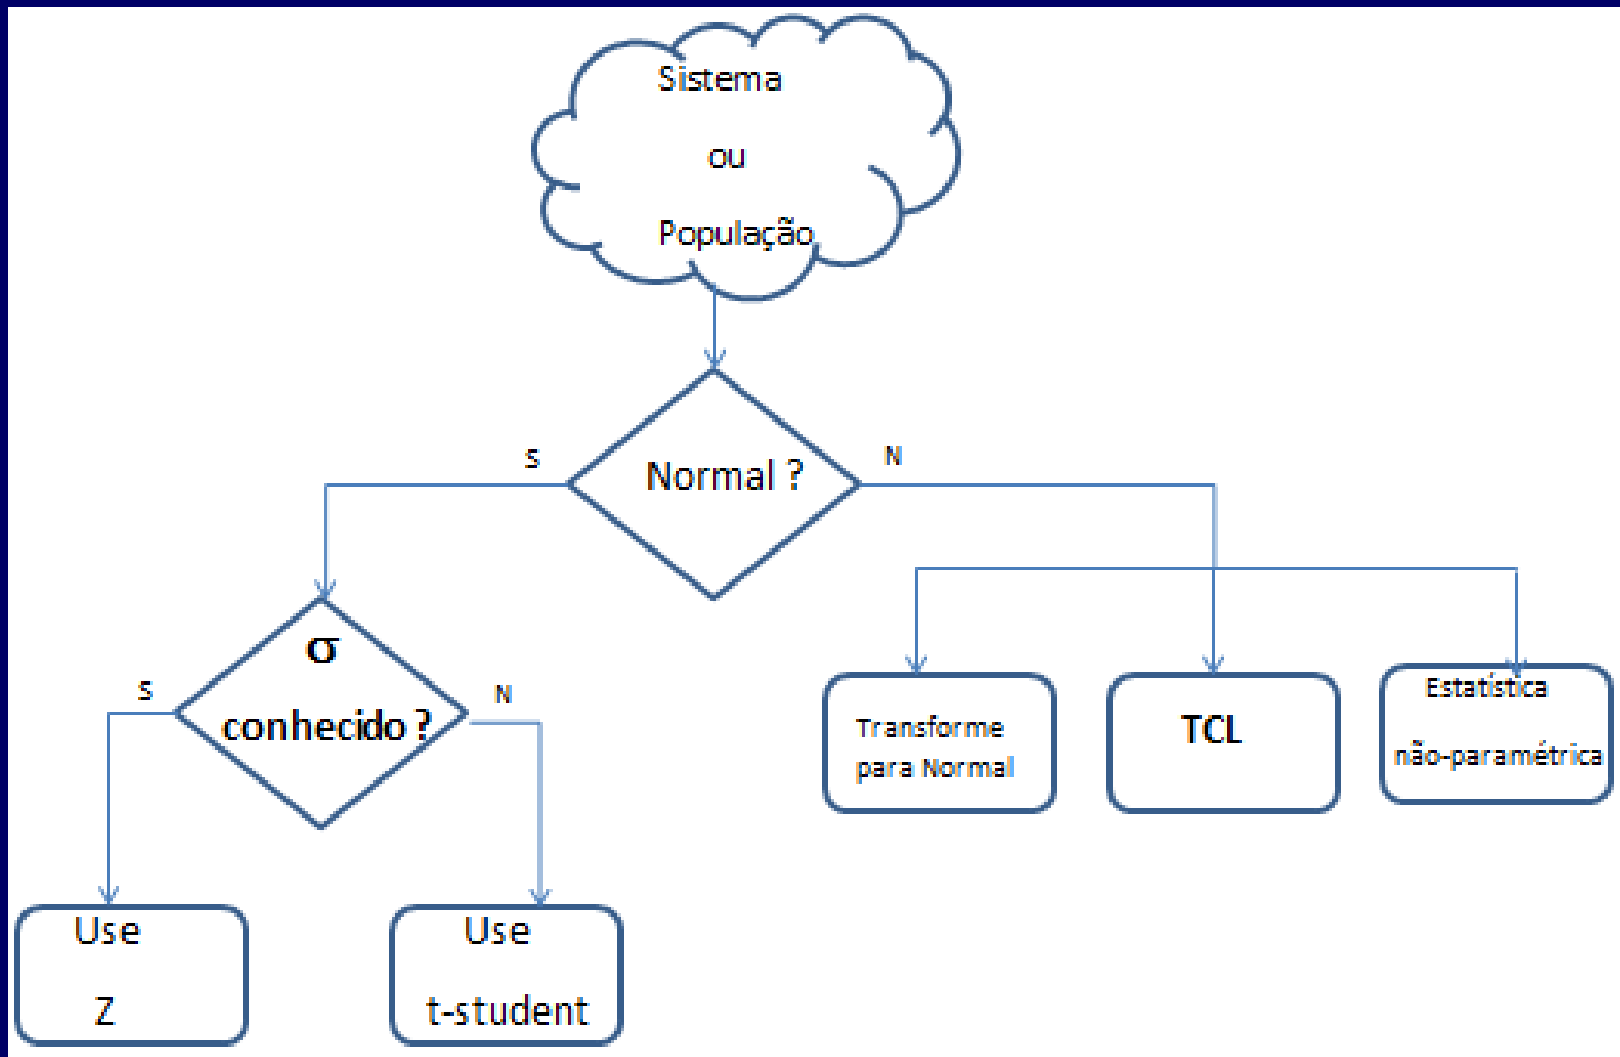 Sistema
ou
População
Normal ?
S
N
σ
conhecido ?
S
N
Use
Z
Use
t-student
Transforme
para Normal
TCL
Estatística
não-paramétrica